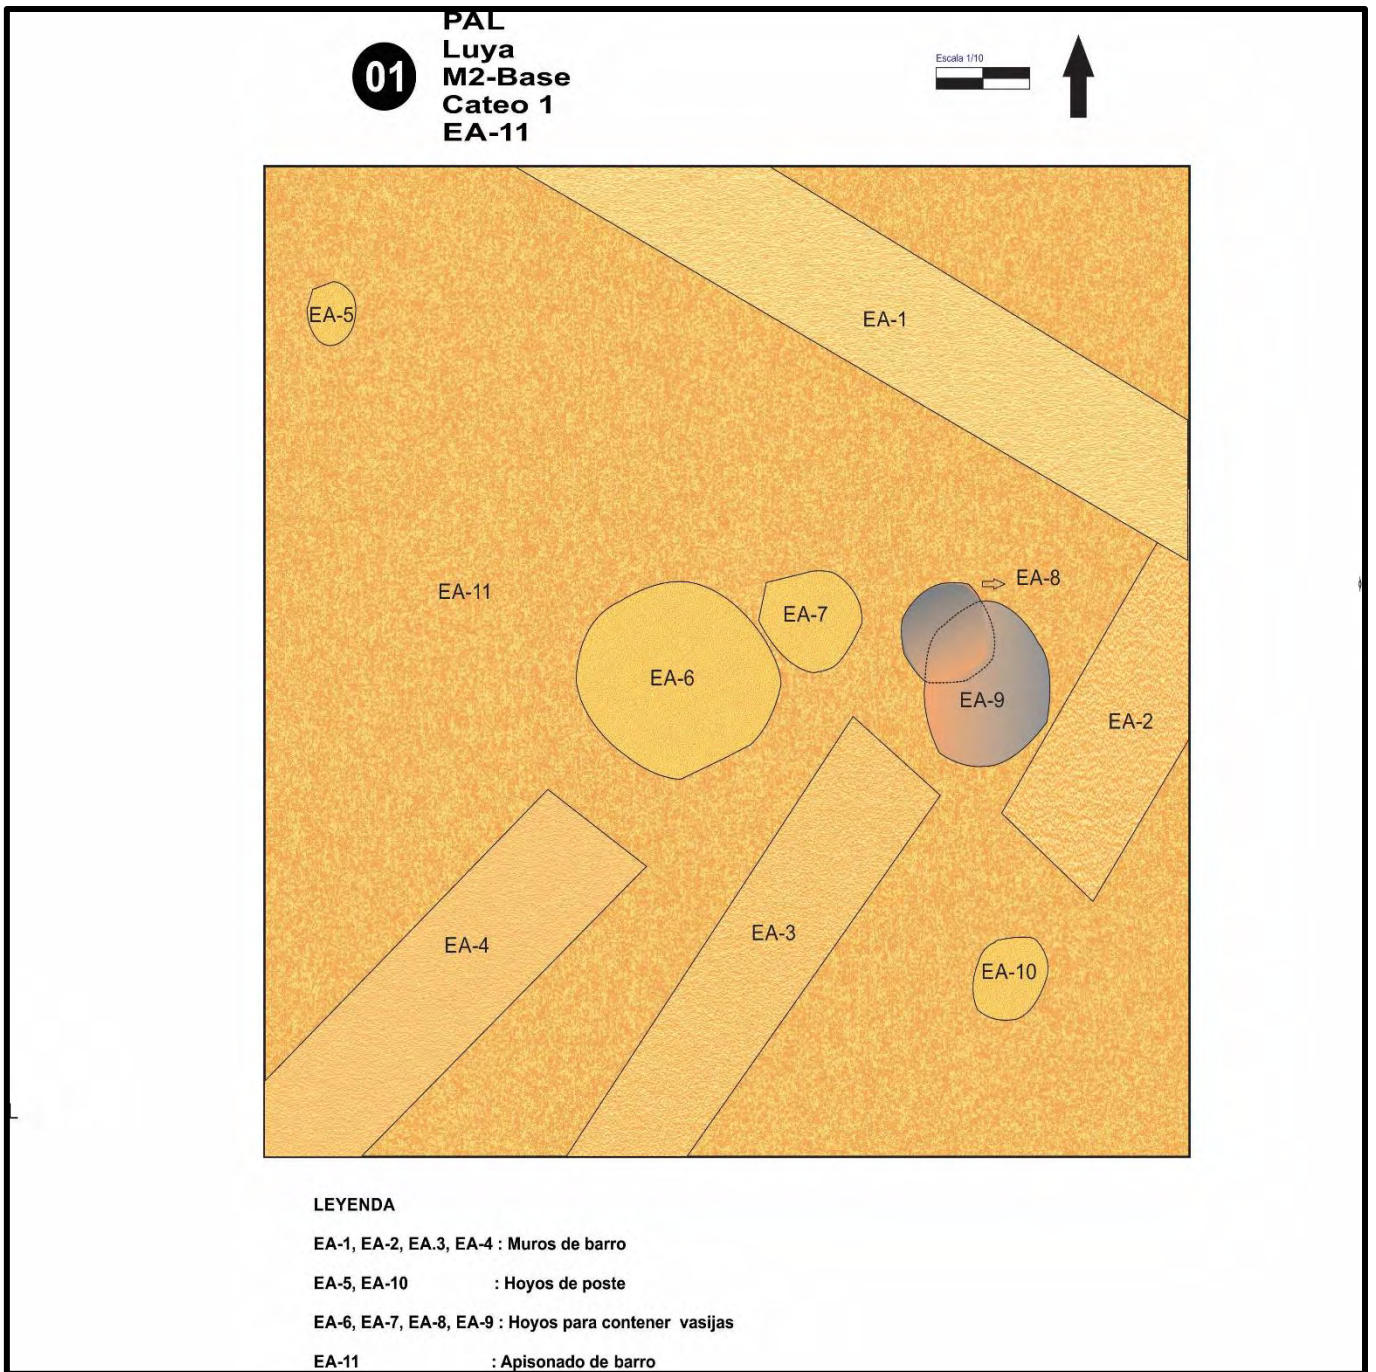 01
PAL
Luya
M2-Base
Cateo 1
EA-11
Escala 1/10
EA-5
EA-1
EA-11
EA-8
EA-7
EA-6
EA-9
EA-2
EA-3
EA-4
EA-10
LEYENDA
EA-1, EA-2, EA.3, EA-4 : Muros de barro
EA-5, EA-10 : Hoyos de poste
EA-6, EA-7, EA-8, EA-9 : Hoyos para contener vasijas
EA-11 : Apisonado de barro